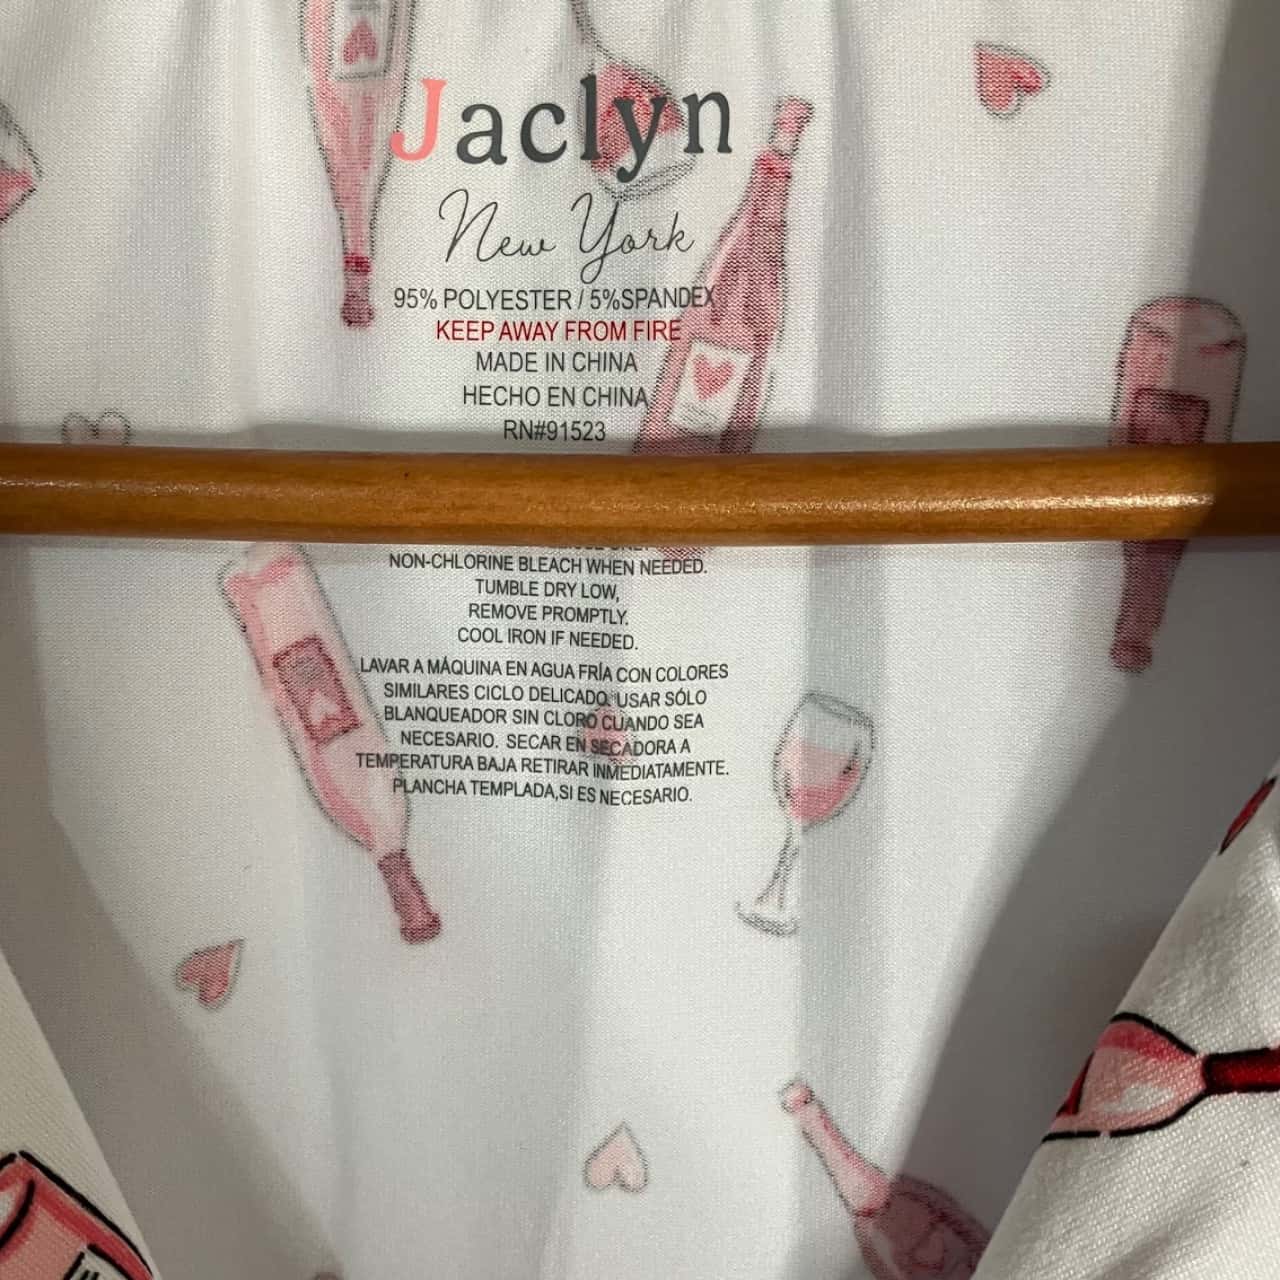 Jaclyn
New York
95% POLYESTER / 5%SPANDEX
KEEP AWAY FROM FIRE
MADE IN CHINA
HECHO EN CHINA
RN#91523
NON-CHLORINE BLEACH WHEN NEEDED.
TUMBLE DRY LOW,
REMOVE PROMPTLY.
COOL IRON IF NEEDED.
LAVAR A MÁQUINA EN AGUA FRÍA CON COLORES
SIMILARES CICLO DELICADO. USAR SÓLO
BLANQUEADOR SIN CLORO CUANDO SEA
NECESARIO. SECAR EN SECADORA A
TEMPERATURA BAJA RETIRAR INMEDIATAMENTE.
PLANCHA TEMPLADA,SI ES NECESARIO.